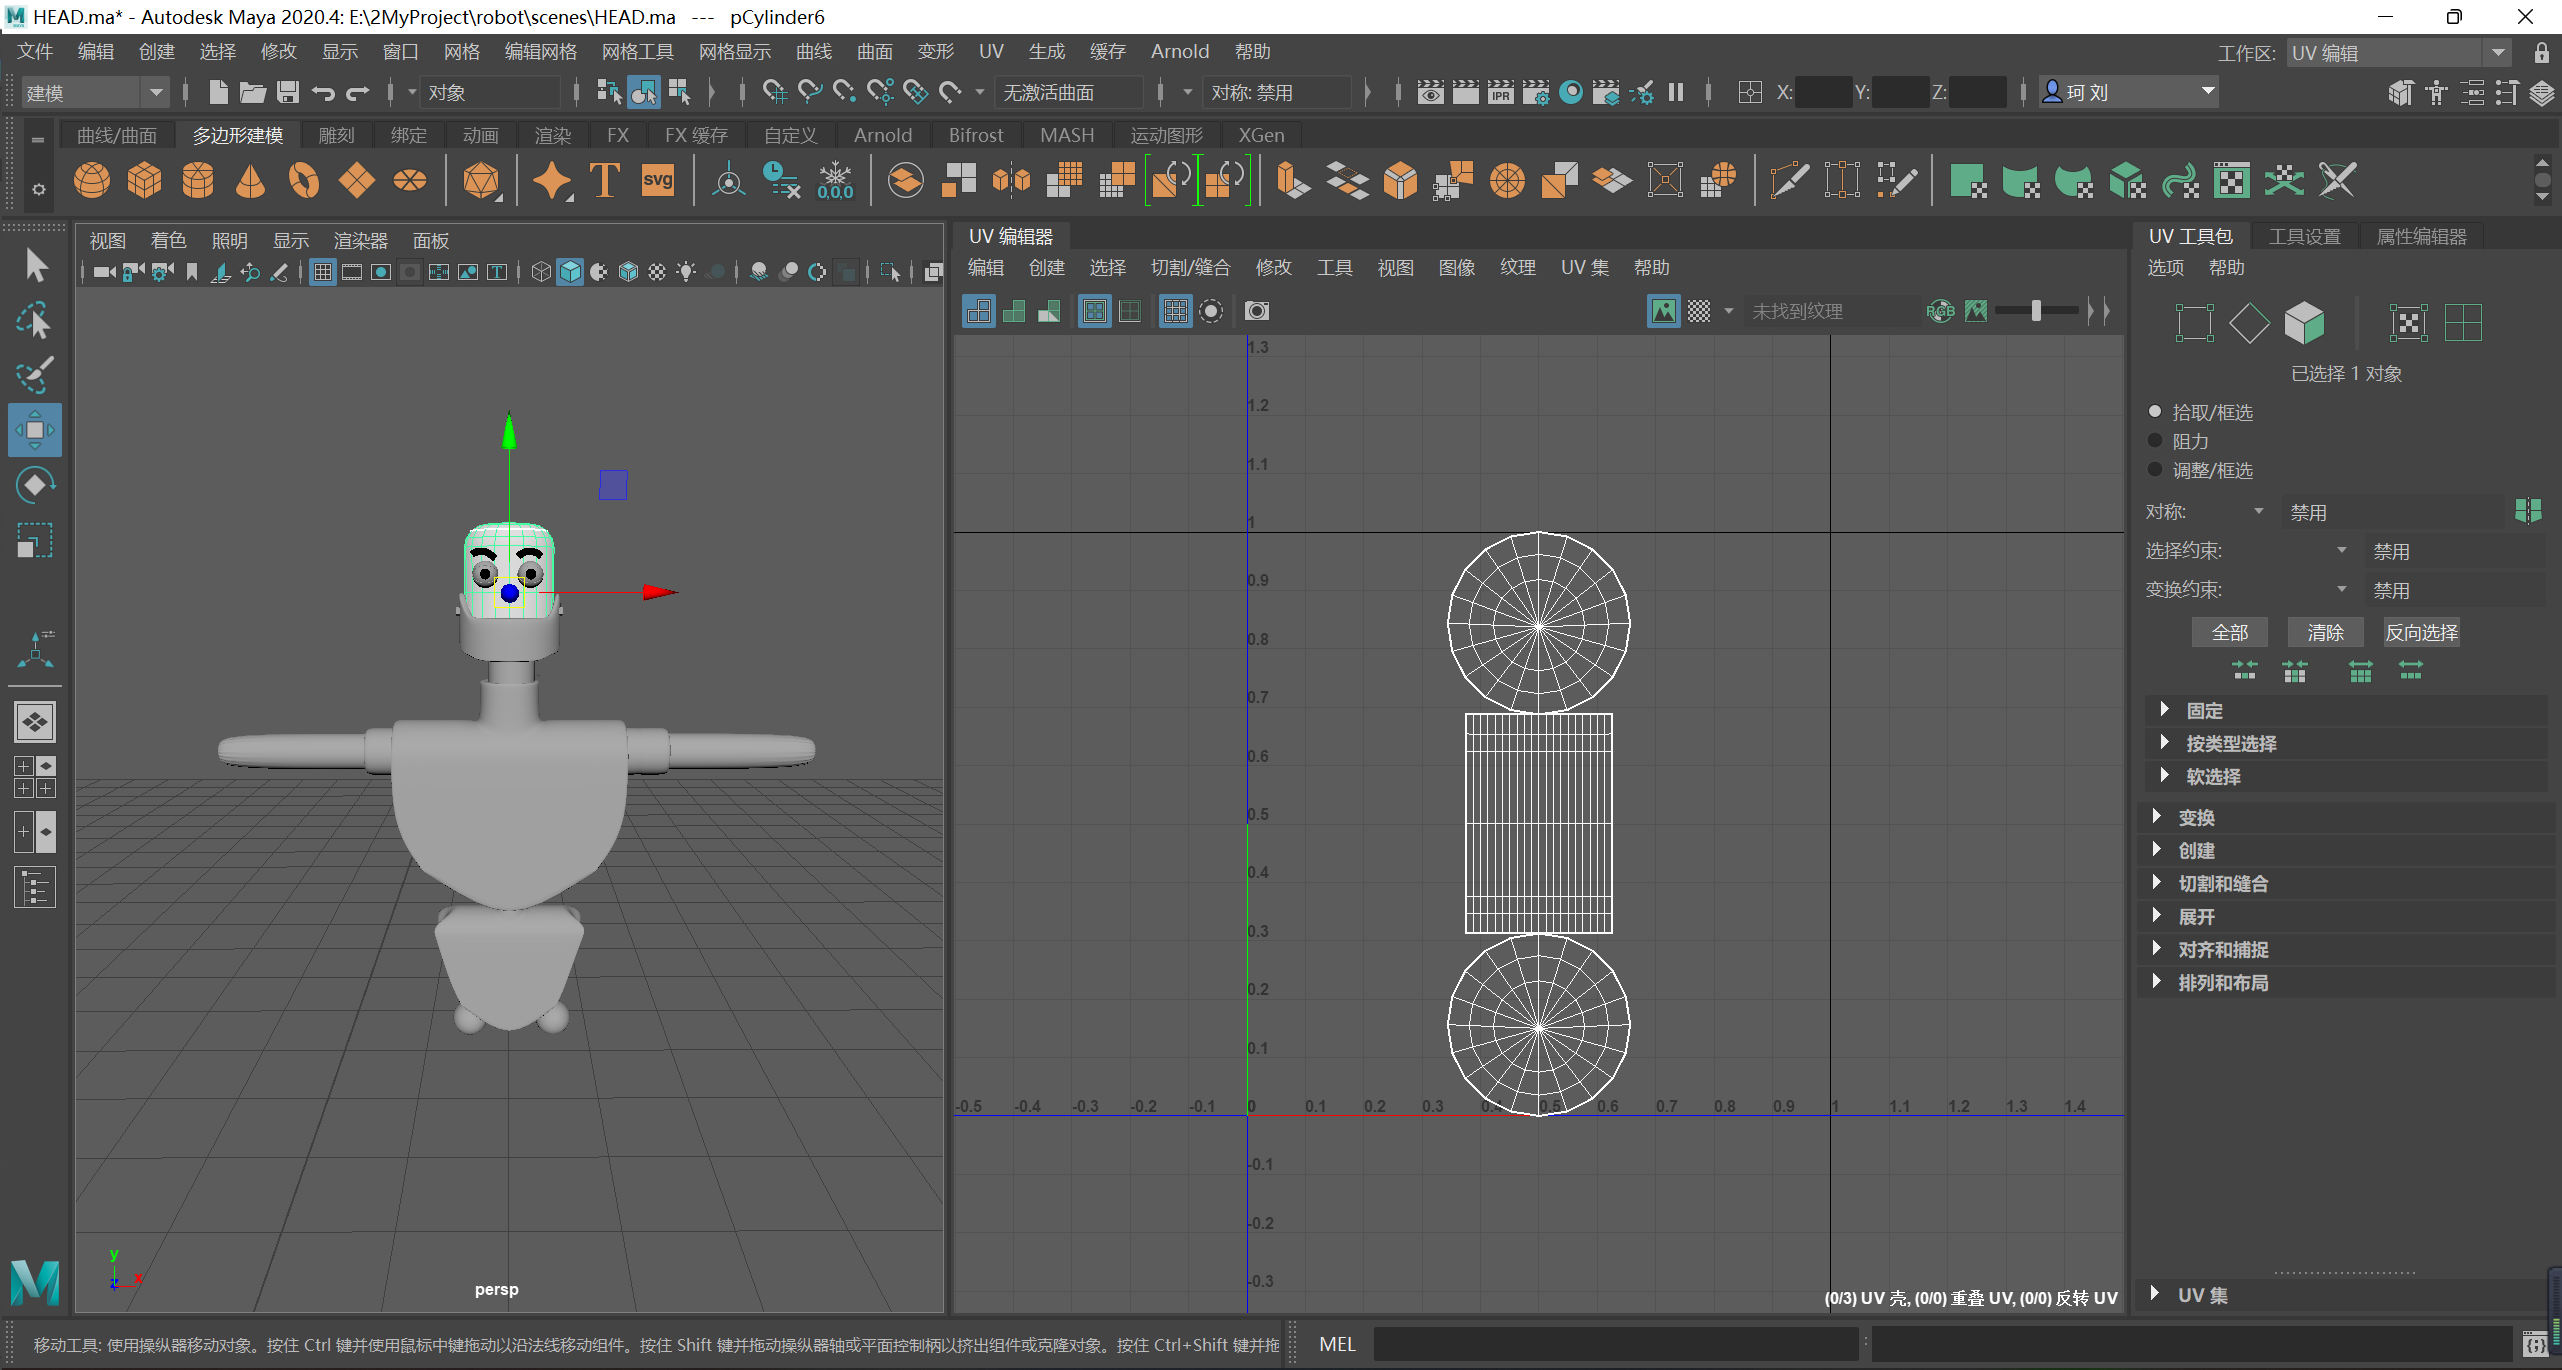 HEAD.ma* - Autodesk Maya 2020.4: E:\2MyProject\robot\scenes\HEAD.ma --- pCylinder6
文件 编辑 创建 选择 修改 显示 窗口 网格 编辑网格 网格工具 网格显示 曲线 曲面 变形 UV 生成 缓存 Arnold 帮助 工作区: UV 编辑
建模 对象 无激活曲面 对称: 禁用 IPR X: Y: Z: 珂 刘
曲线/曲面 多边形建模 雕刻 绑定 动画 渲染 FX FX 缓存 自定义 Arnold Bifrost MASH 运动图形 XGen
T svg 0,0,0
视图 着色 照明 显示 渲染器 面板
persp
y
x
z
UV 编辑器
编辑 创建 选择 切割/缝合 修改 工具 视图 图像 纹理 UV 集 帮助
未找到纹理 RGB
1.3
1.2
1.1
1
0.9
0.8
0.7
0.6
0.5
0.4
0.3
0.2
0.1
-0.5 -0.4 -0.3 -0.2 -0.1 0 0.1 0.2 0.3 0.4 0.5 0.6 0.7 0.8 0.9 1 1.1 1.2 1.3 1.4
-0.1
-0.2
-0.3
(0/3) UV 壳, (0/0) 重叠 UV, (0/0) 反转 UV
UV 工具包 工具设置 属性编辑器
选项 帮助
已选择 1 对象
拾取/框选
阻力
调整/框选
对称: 禁用
选择约束: 禁用
变换约束: 禁用
全部 清除 反向选择
固定
按类型选择
软选择
变换
创建
切割和缝合
展开
对齐和捕捉
排列和布局
UV 集
移动工具: 使用操纵器移动对象。按住 Ctrl 键并使用鼠标中键拖动以沿法线移动组件。按住 Shift 键并拖动操纵器轴或平面控制柄以挤出组件或克隆对象。按住 Ctrl+Shift 键并拖 MEL